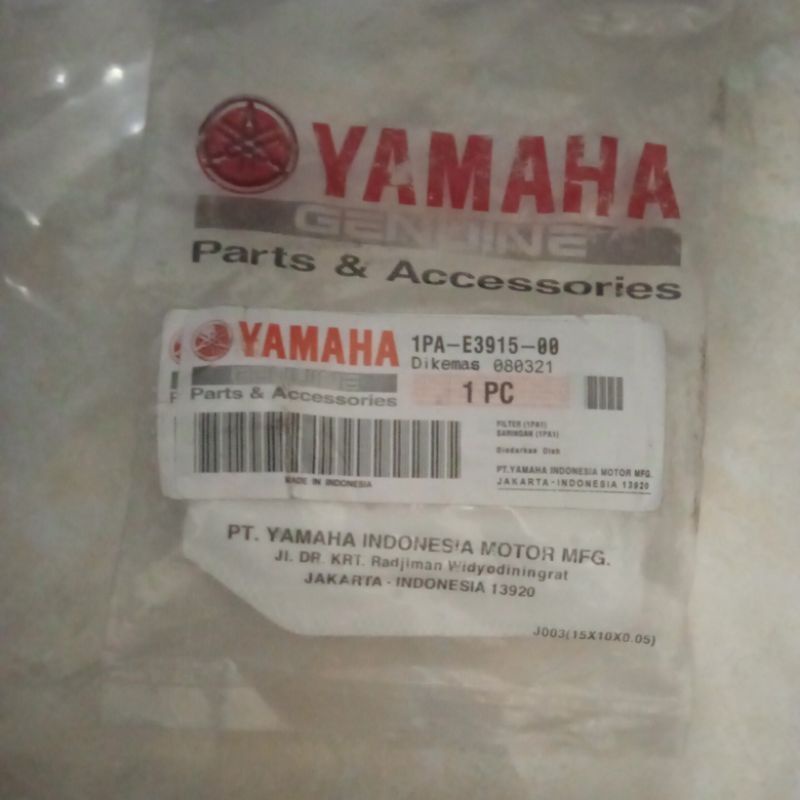 YAMAHA
GENUINE
Parts & Accessories
YAMAHA 1PA-E3915-00
GENUINE Dikemas 080321
Parts & Accessories 1 PC
FILTER (1PA1)
SARINGAN (1PA1)
Diedarkan Oleh
PT. YAMAHA INDONESIA MOTOR MFG.
JAKARTA - INDONESIA 13920
MADE IN INDONESIA
PT. YAMAHA INDONESIA MOTOR MFG.
Jl. DR. KRT. Radjiman Widyodiningrat
JAKARTA - INDONESIA 13920
J003(15X10X0.05)